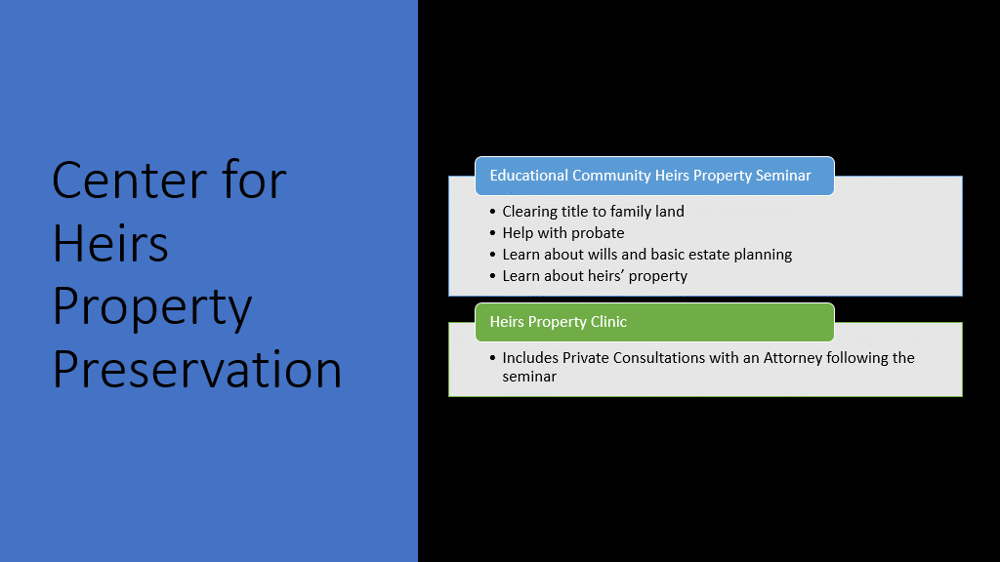 Center for
Heirs
Property
Preservation
Educational Community Heirs Property Seminar
• Clearing title to family land
• Help with probate
• Learn about wills and basic estate planning
• Learn about heirs’ property
Heirs Property Clinic
• Includes Private Consultations with an Attorney following the
seminar